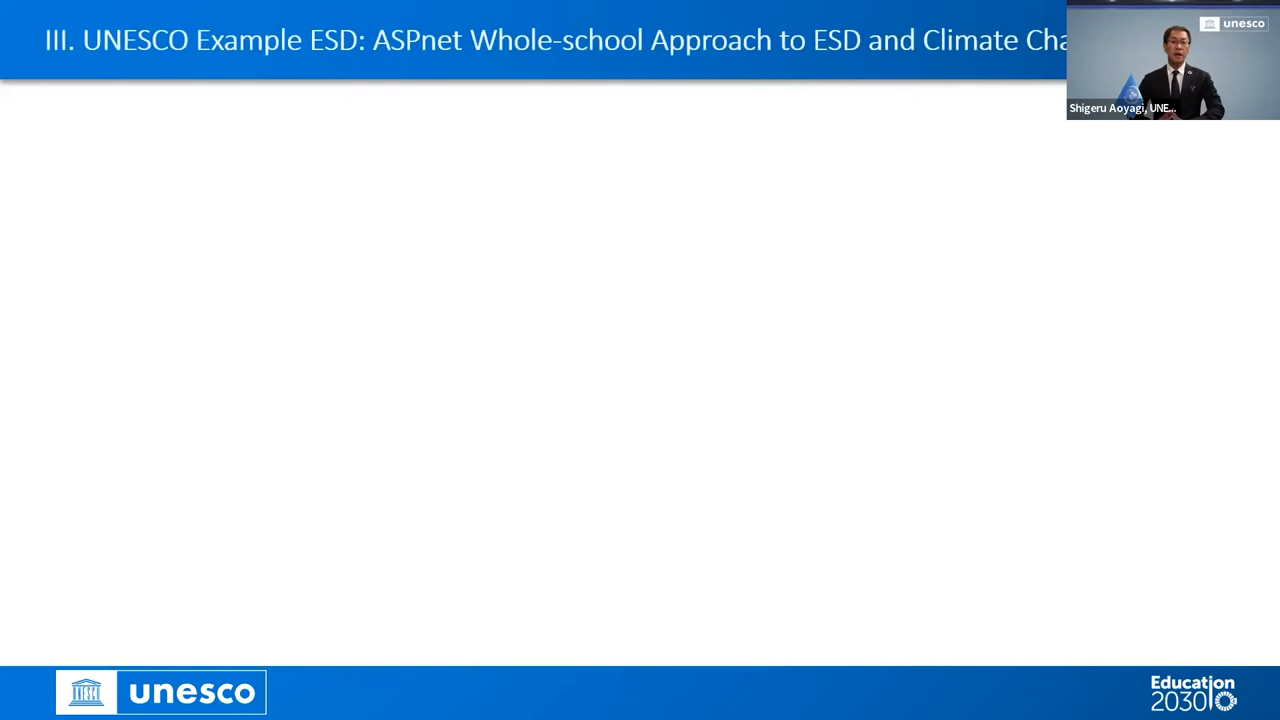 III. UNESCO Example ESD: ASPnet Whole-school Approach to ESD and Climate Cha
unesco
Shigeru Aoyagi, UNE...
unesco
Education
2030